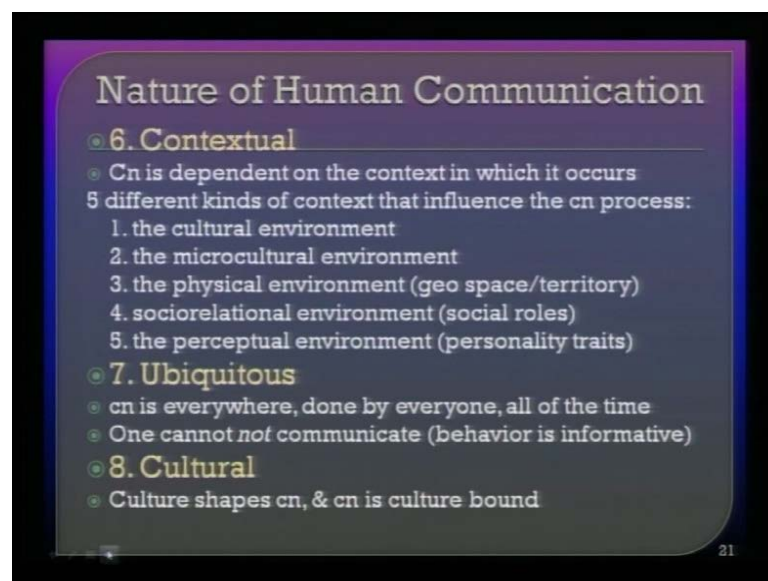 Nature of Human Communication
6. Contextual
Cn is dependent on the context in which it occurs
5 different kinds of context that influence the cn process:
1. the cultural environment
2. the microcultural environment
3. the physical environment (geo space/territory)
4. sociorelational environment (social roles)
5. the perceptual environment (personality traits)
7. Ubiquitous
cn is everywhere, done by everyone, all of the time
One cannot not communicate (behavior is informative)
8. Cultural
Culture shapes cn, & cn is culture bound
21